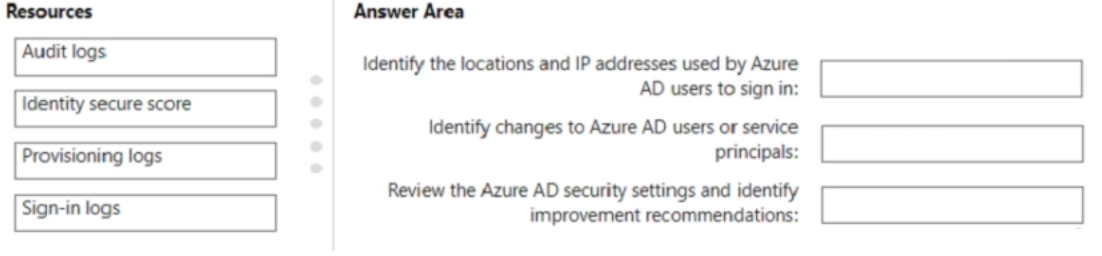 Resources
Audit logs
Identity secure score
Provisioning logs
Sign-in logs
Answer Area
Identify the locations and IP addresses used by Azure
AD users to sign in:
Identify changes to Azure AD users or service
principals:
Review the Azure AD security settings and identify
improvement recommendations: